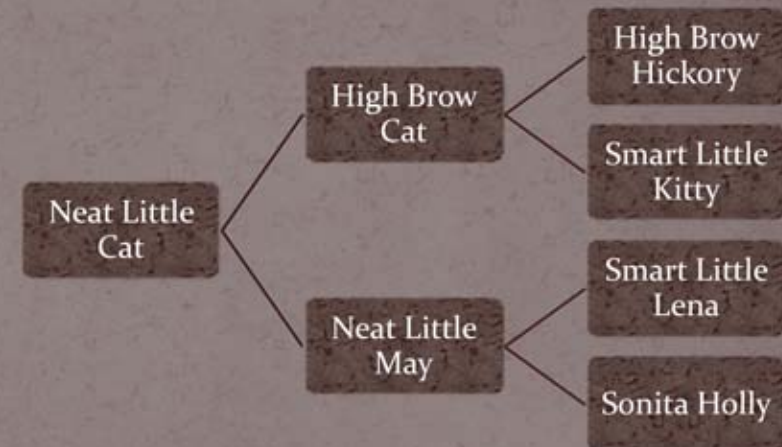 High Brow
Hickory
High Brow
Cat
Smart Little
Kitty
Neat Little
Cat
Smart Little
Lena
Neat Little
May
Sonita Holly